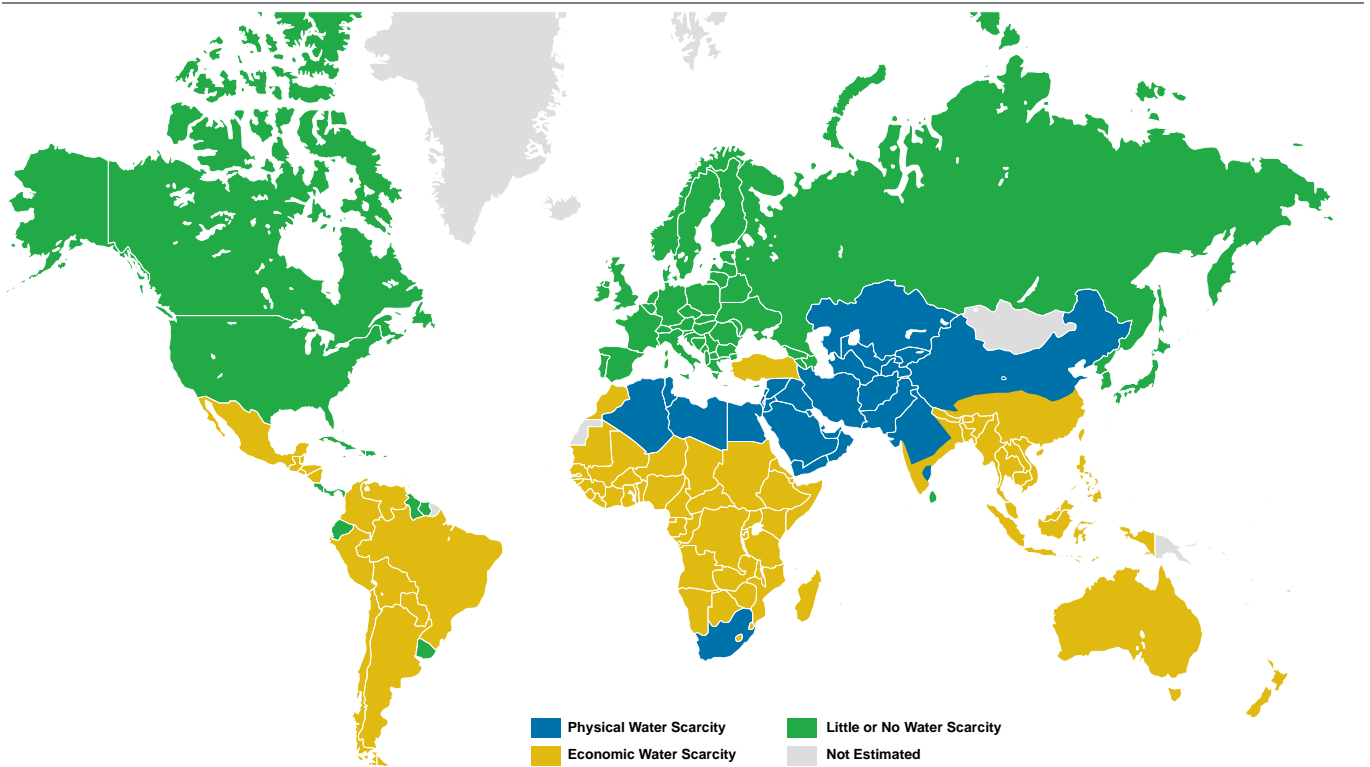 Physical Water Scarcity
Little or No Water Scarcity
Economic Water Scarcity
Not Estimated